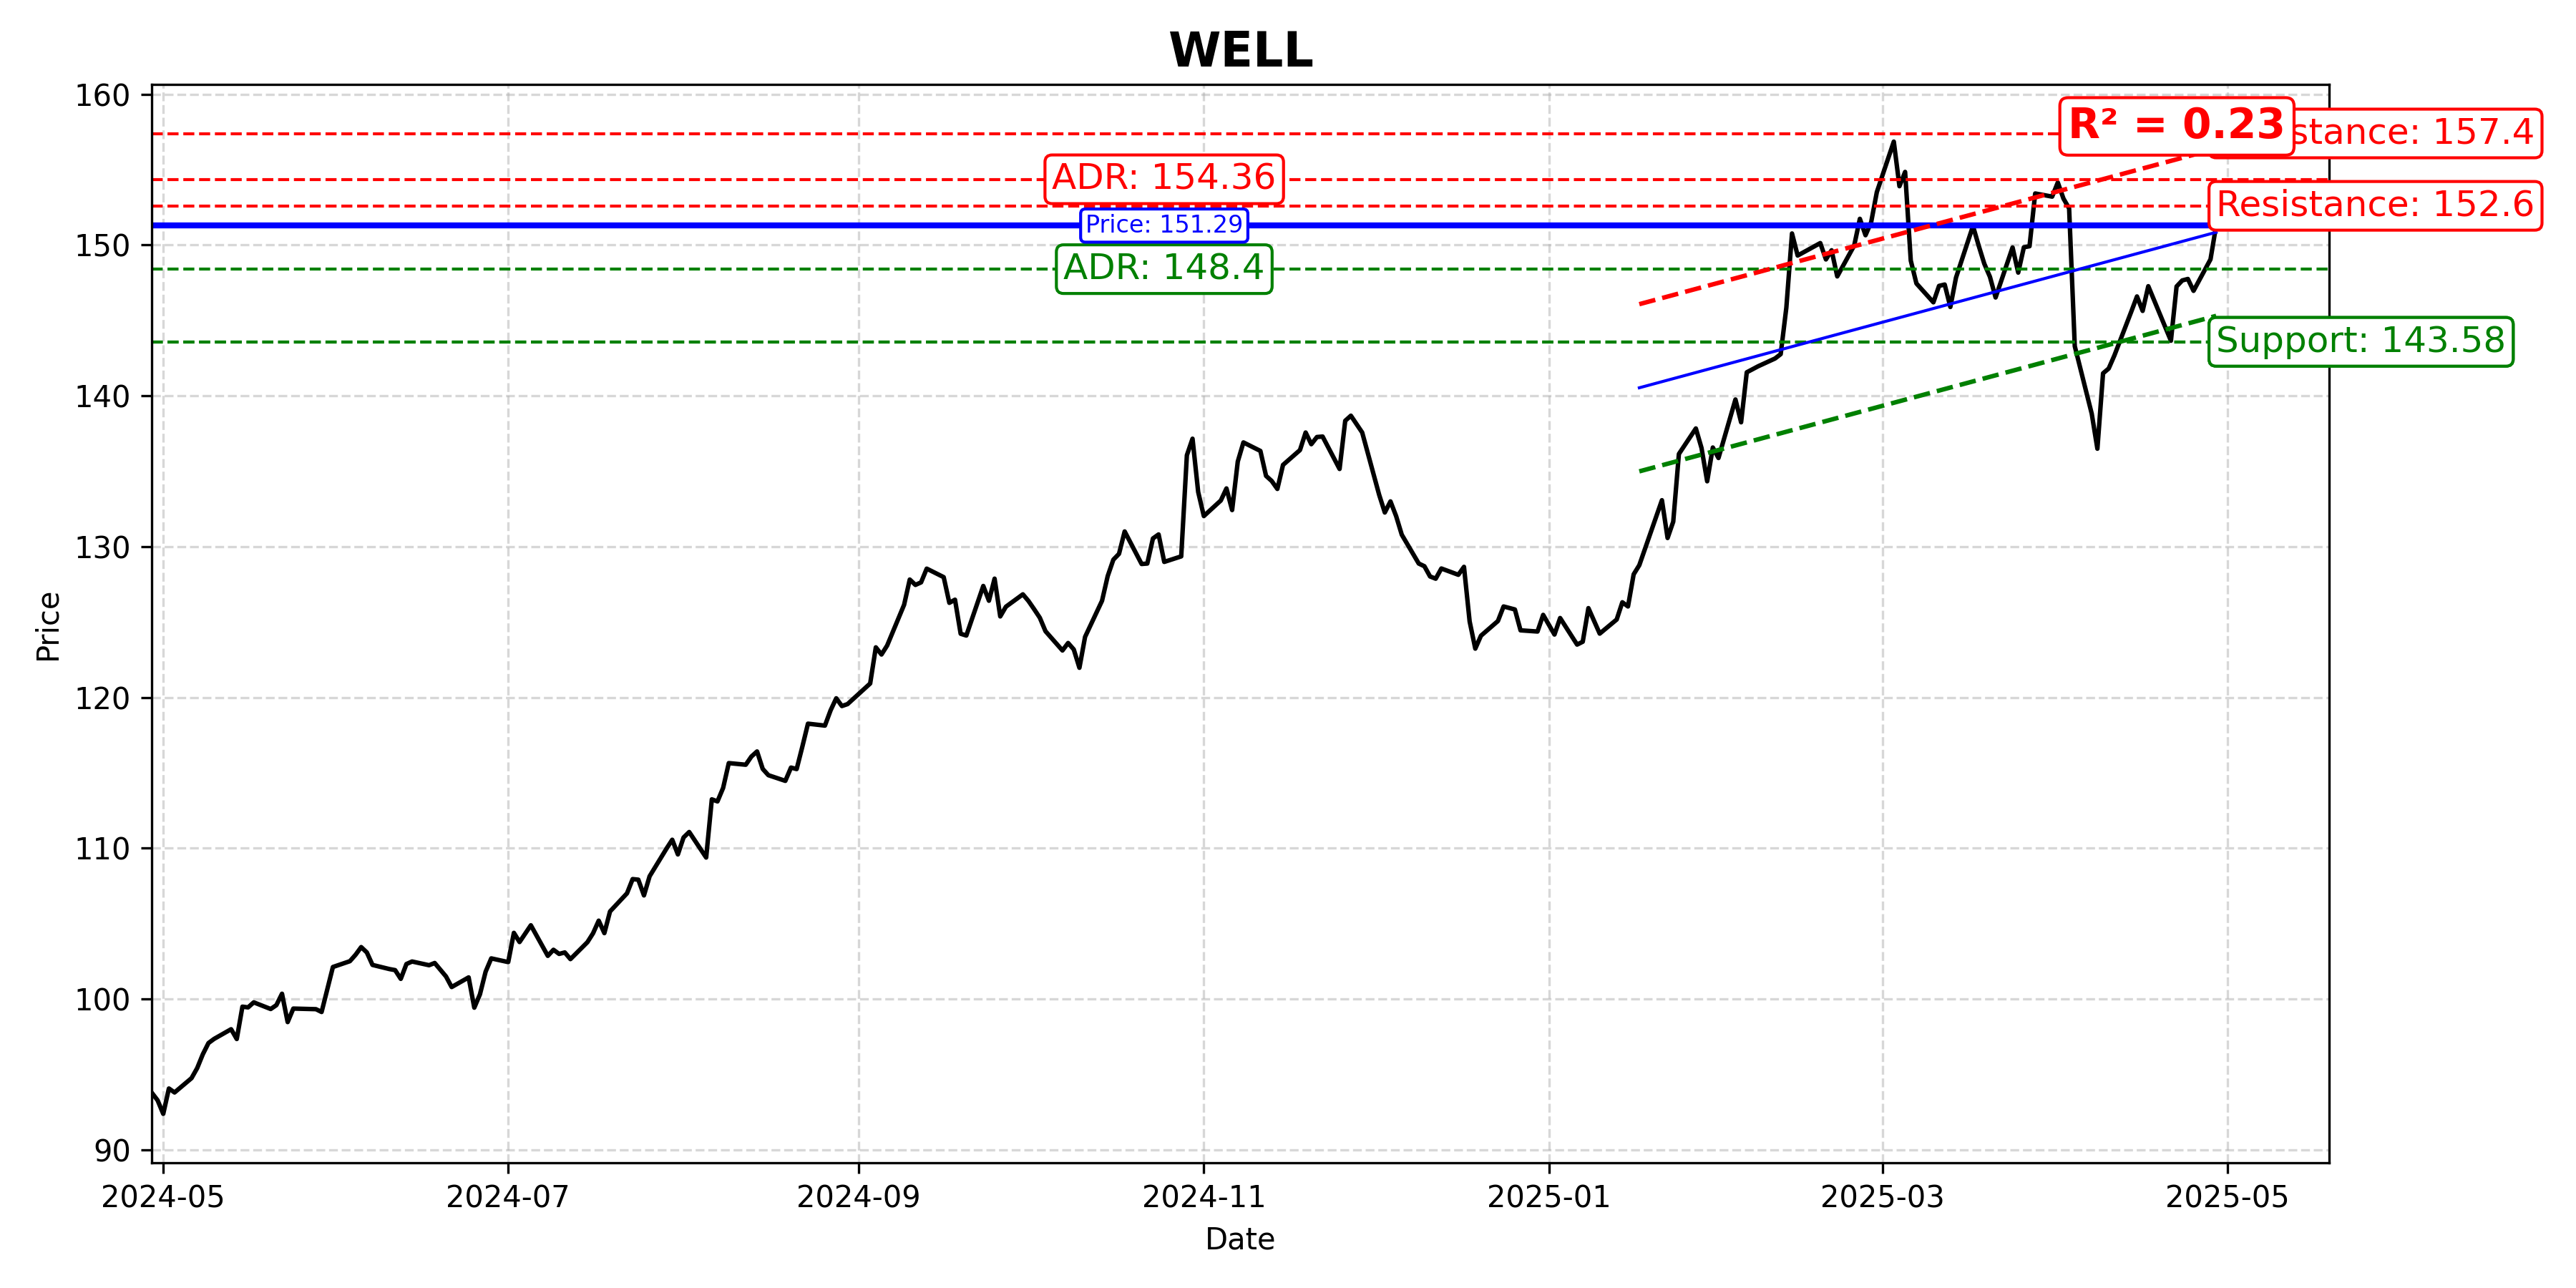 WELL
160
150
140
130
120
110
100
90
Price
R² = 0.23
stance: 157.4
ADR: 154.36
Resistance: 152.6
Price: 151.29
ADR: 148.4
Support: 143.58
2024-05
2024-07
2024-09
2024-11
2025-01
2025-03
2025-05
Date